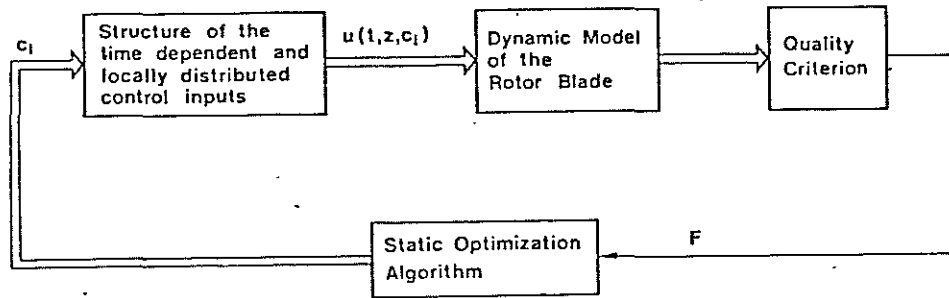 c_i
Structure of the
time dependent and
locally distributed
control inputs
u(t,z,c_i)
Dynamic Model
of the
Rotor Blade
Quality
Criterion
Static Optimization
Algorithm
F